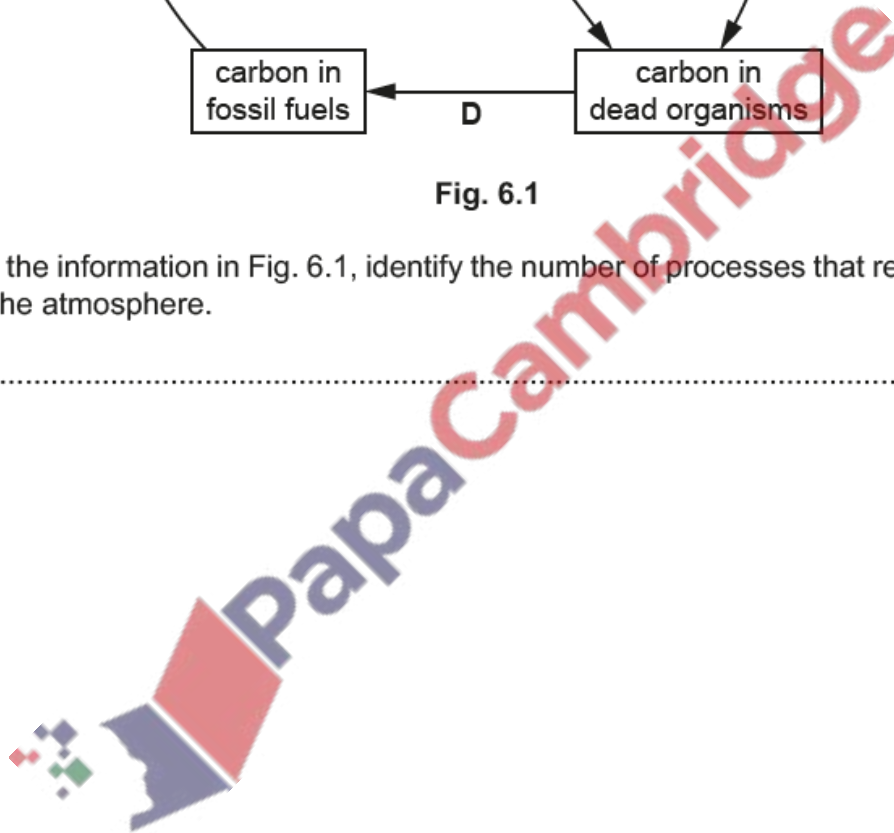 carbon in
fossil fuels
D
carbon in
dead organisms
Fig. 6.1
the information in Fig. 6.1, identify the number of processes that re
he atmosphere.
PapaCambridge